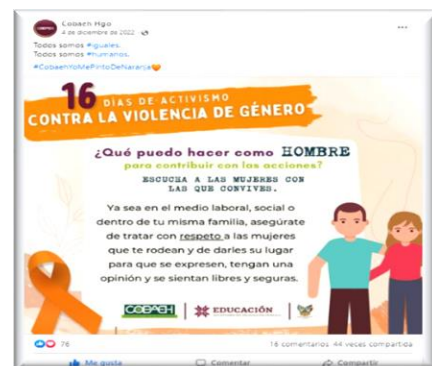 Cobaeh Hgo
4 de diciembre de 2022
Todos somos #iguales.
Todos somos #humanos.
#CobaehYoMePintoDeNaranja🧡
16 DÍAS DE ACTIVISMO
CONTRA LA VIOLENCIA DE GÉNERO
¿Qué puedo hacer como HOMBRE
para contribuir con las acciones?
ESCUCHA A LAS MUJERES CON
LAS QUE CONVIVES.
Ya sea en el medio laboral, social o
dentro de tu misma familia, asegúrate
de tratar con respeto a las mujeres
que te rodean y de darles su lugar
para que se expresen, tengan una
opinión y se sientan libres y seguras.
COBAEH EDUCACIÓN
76 16 comentarios 44 veces compartida
Me gusta Comentar Compartir